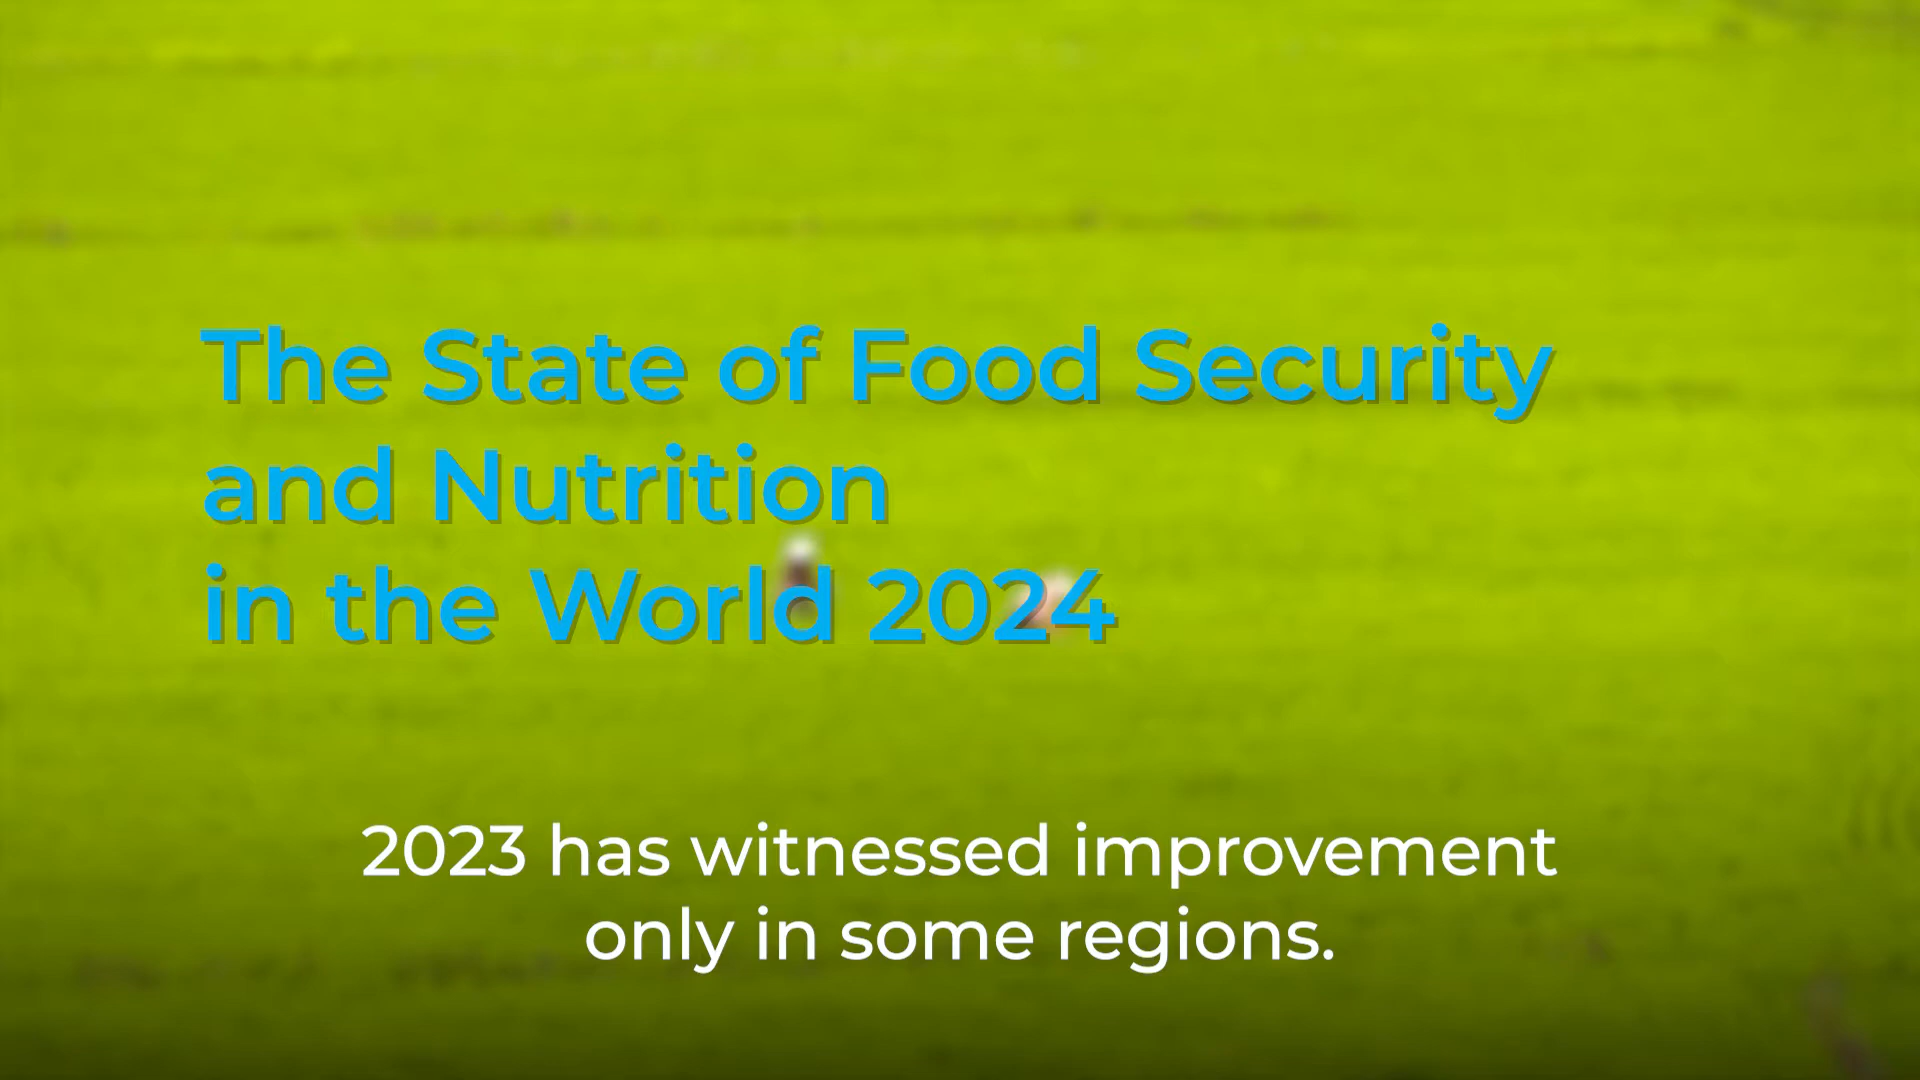 The State of Food Security
and Nutrition
in the World 2024
2023 has witnessed improvement
only in some regions.